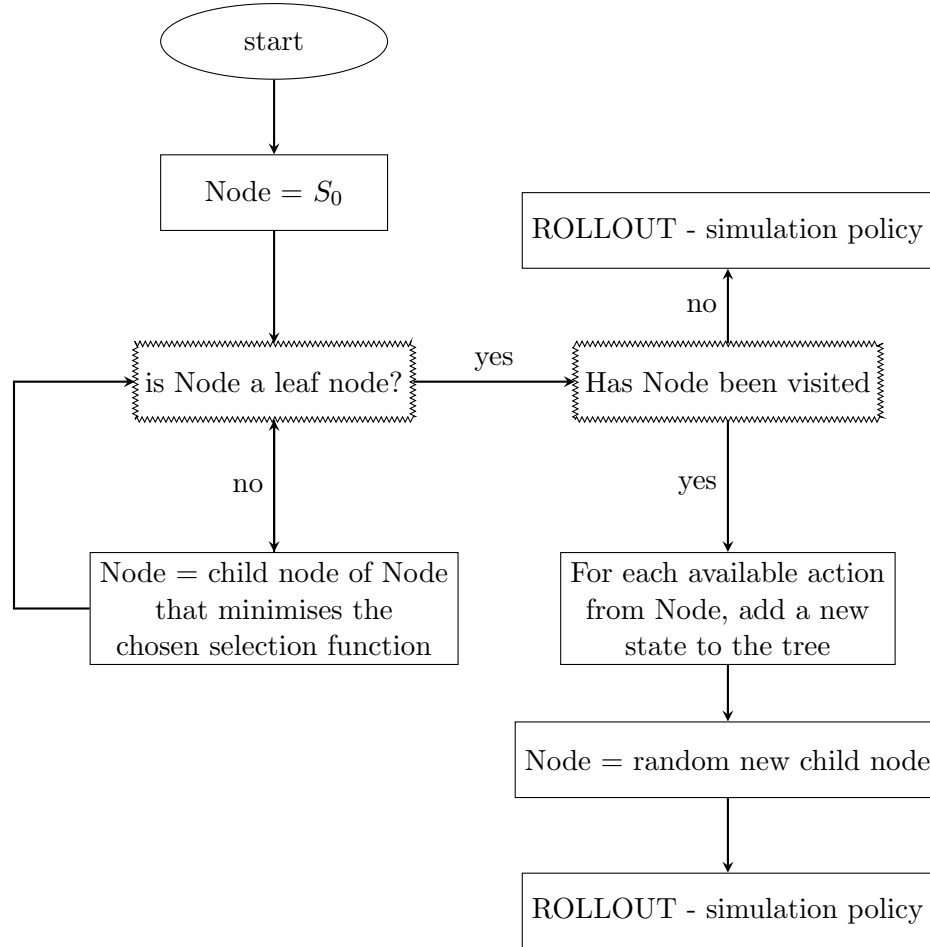 start
Node = S₀
is Node a leaf node?
no
Node = child node of Node
that minimises the
chosen selection function
yes
Has Node been visited
no
ROLLOUT - simulation policy
yes
For each available action
from Node, add a new
state to the tree
Node = random new child node
ROLLOUT - simulation policy